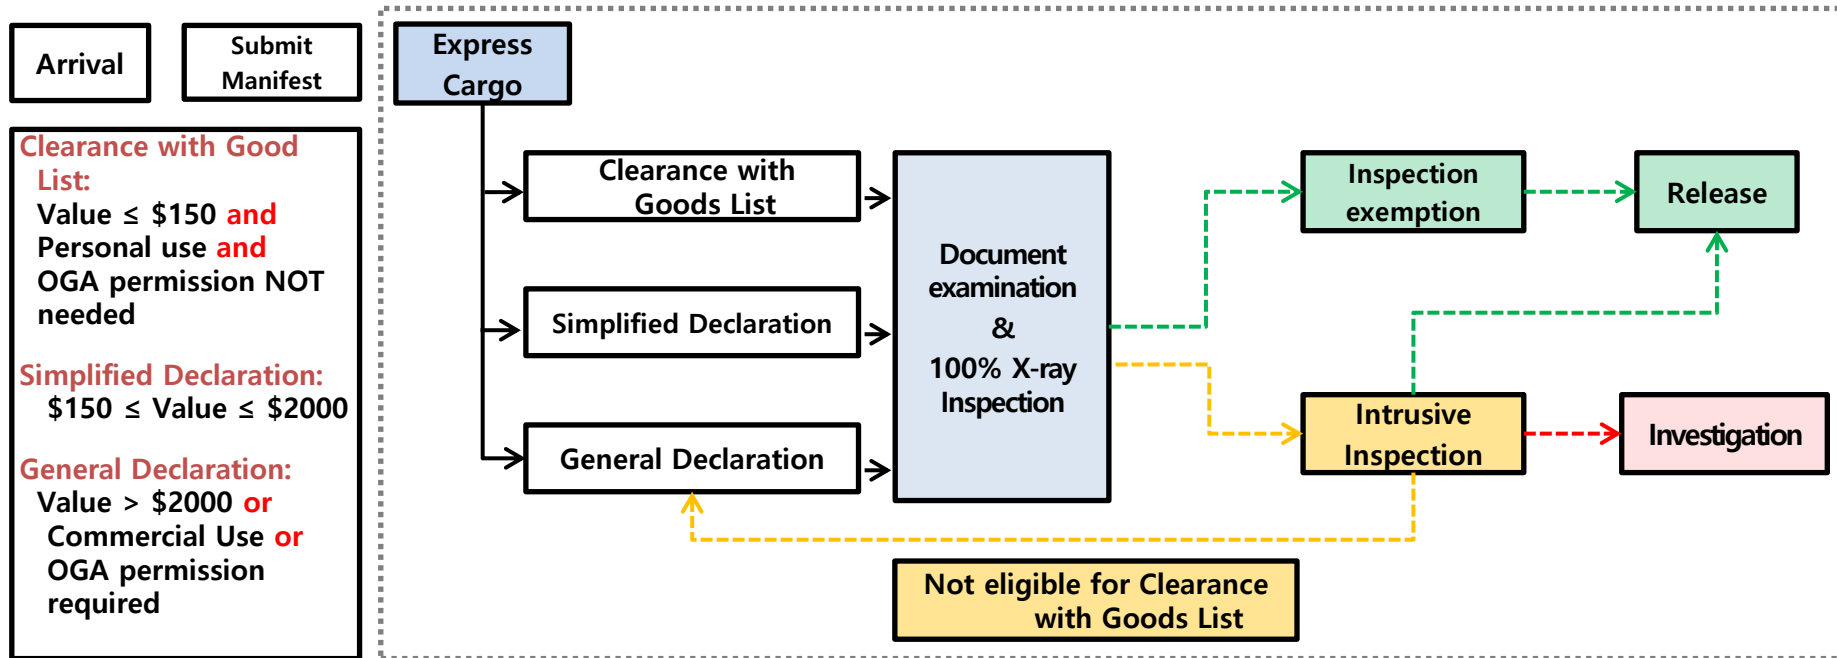 Arrival
Submit
Manifest
Clearance with Good
List:
Value ≤ $150 and
Personal use and
OGA permission NOT
needed
Simplified Declaration:
$150 ≤ Value ≤ $2000
General Declaration:
Value > $2000 or
Commercial Use or
OGA permission
required
Express
Cargo
Clearance with
Goods List
Simplified Declaration
General Declaration
Document
examination
&
100% X-ray
Inspection
Inspection
exemption
Release
Intrusive
Inspection
Investigation
Not eligible for Clearance
with Goods List